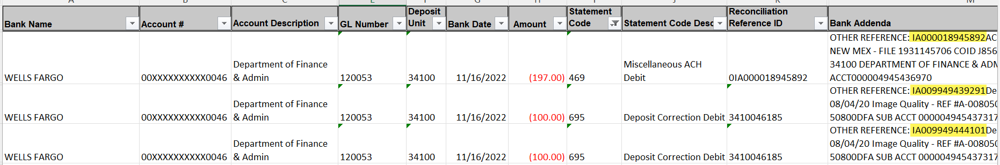 Bank Name Account # Account Description GL Number Deposit Unit Bank Date Amount Statement Code Statement Code Desc Reconciliation Reference ID Bank Addenda
OTHER REFERENCE: IA000018945892AC
NEW MEX - FILE 1931145706 COID J856
34100 DEPARTMENT OF FINANCE & ADM
ACCT000004945436970
WELLS FARGO 00XXXXXXXXXX0046 Department of Finance & Admin 120053 34100 11/16/2022 (197.00) 469 Miscellaneous ACH Debit 0IA000018945892
OTHER REFERENCE: IA009949439291De
08/04/20 Image Quality - REF #A-008050
50800DFA SUB ACCT 000004945437317
WELLS FARGO 00XXXXXXXXXX0046 Department of Finance & Admin 120053 34100 11/16/2022 (100.00) 695 Deposit Correction Debit 3410046185
OTHER REFERENCE: IA009949444101De
08/04/20 Image Quality - REF #A-008050
50800DFA SUB ACCT 000004945437317
WELLS FARGO 00XXXXXXXXXX0046 Department of Finance & Admin 120053 34100 11/16/2022 (100.00) 695 Deposit Correction Debit 3410046185